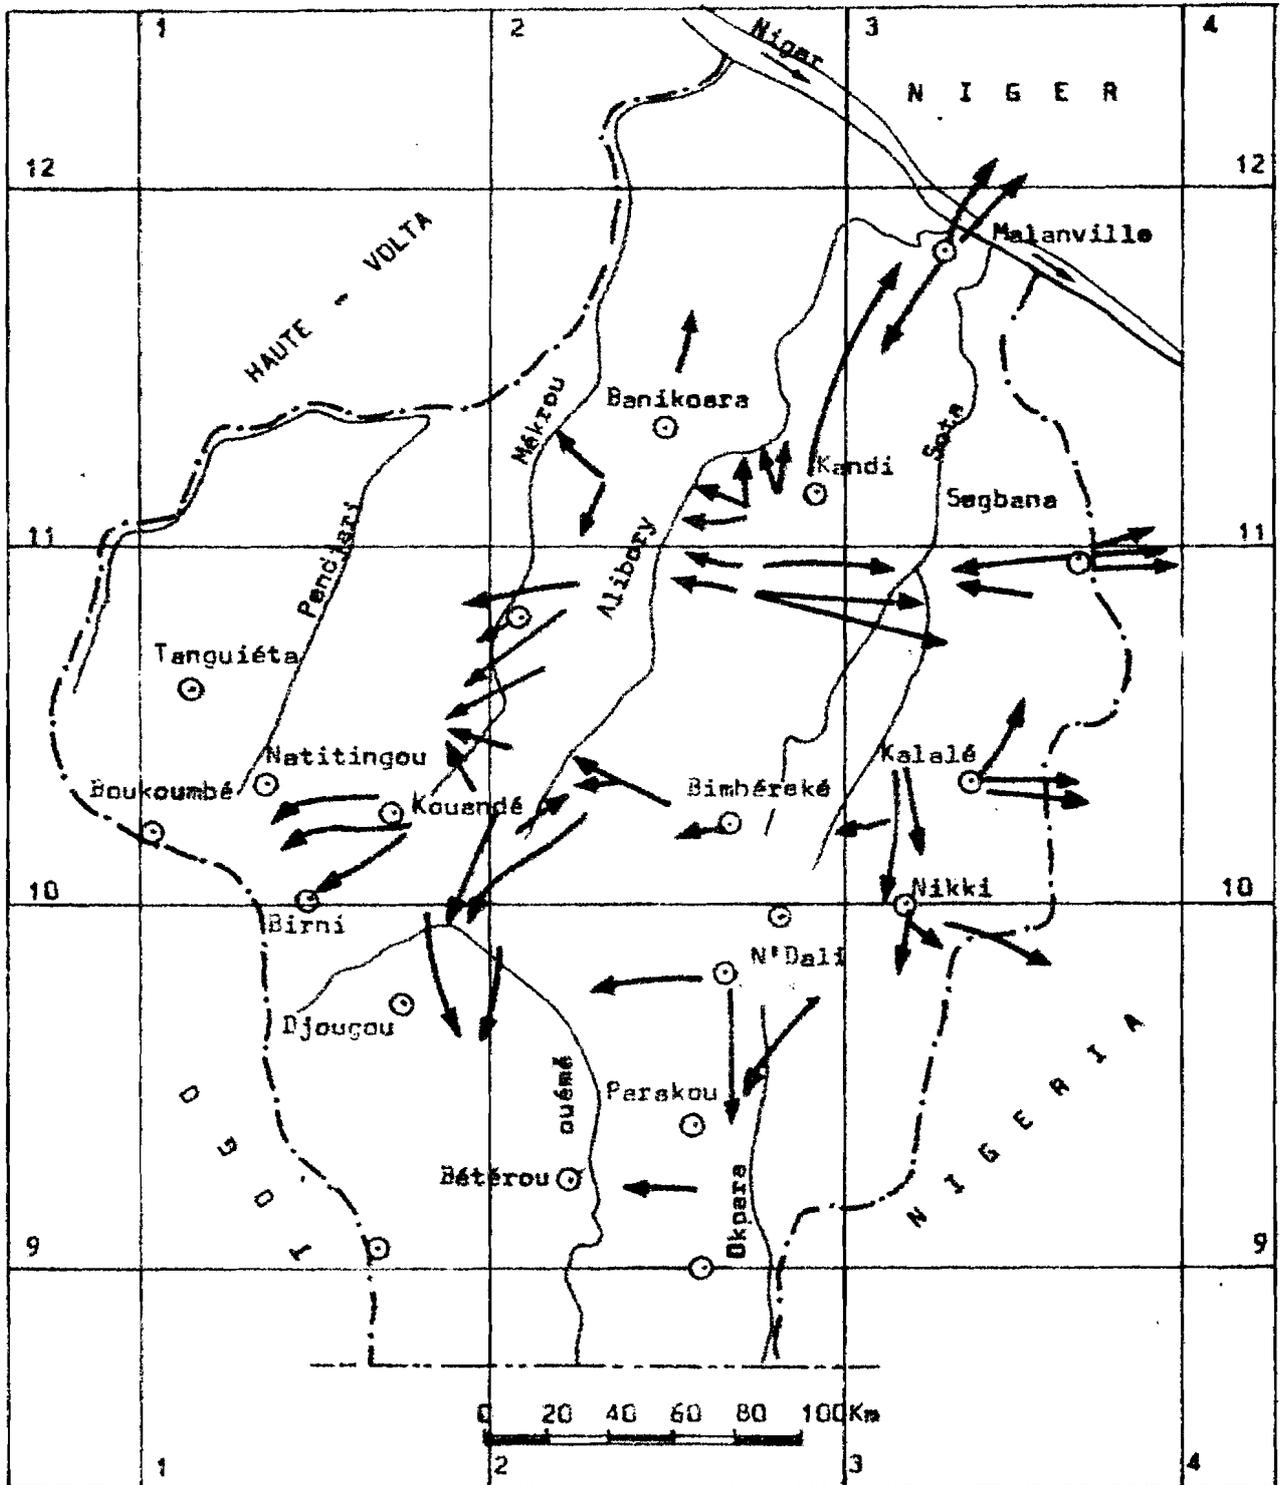 1 2 3 4
Niger
N I G E R
12 12
Malanville
HAUTE - VOLTA
Banikoara
Mékrou
Sota
Kandi
Segbana
11 11
Pendjari
Alibory
Tanguiéta
Natitingou
Kalalé
Boukoumbé
Bimhéreké
Kouandé
10 10
Nikki
Birni
N'Dali
Djougou
Parakou
ouémé
Bétérou
Okpara
N I G E R I A
9 9
0 20 40 60 80 100Km
1 2 3 4